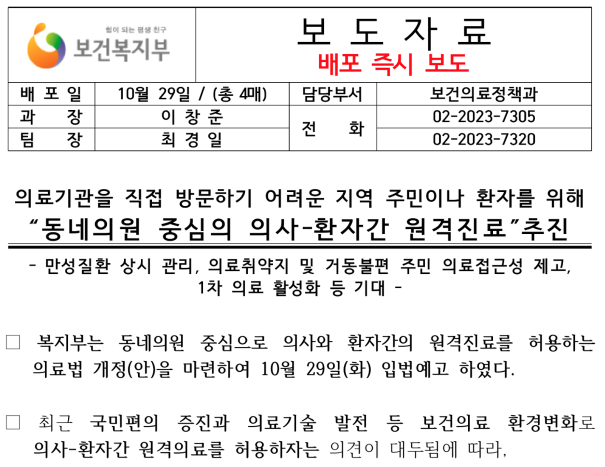 힘이 되는 평생 친구
보건복지부
보 도 자 료
배포 즉시 보도
배 포 일 10월 29일 / (총 4매) 담당부서 보건의료정책과
과 장 이 창 준 전 화 02-2023-7305
팀 장 최 경 일 02-2023-7320
의료기관을 직접 방문하기 어려운 지역 주민이나 환자를 위해
“동네의원 중심의 의사-환자간 원격진료”추진
- 만성질환 상시 관리, 의료취약지 및 거동불편 주민 의료접근성 제고,
1차 의료 활성화 등 기대 -
□ 복지부는 동네의원 중심으로 의사와 환자간의 원격진료를 허용하는
의료법 개정(안)을 마련하여 10월 29일(화) 입법예고 하였다.
□ 최근 국민편의 증진과 의료기술 발전 등 보건의료 환경변화로
의사-환자간 원격의료를 허용하자는 의견이 대두됨에 따라,